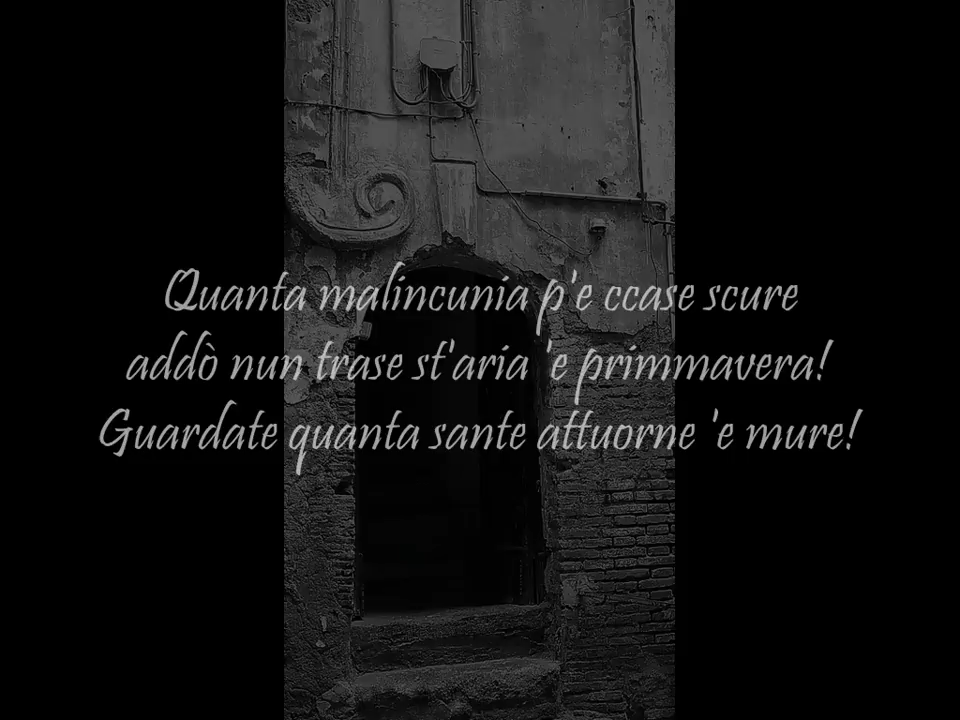 Quanta malincunia p'e ccase scure
addò nun trase st'aria 'e primmavera!
Guardate quanta sante attuorne 'e mure!